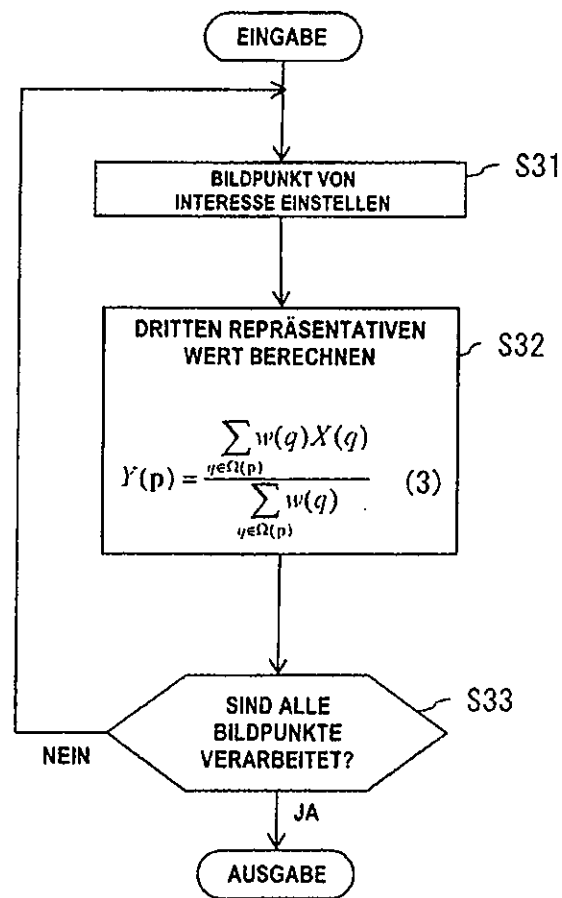 EINGABE
BILDPUNKT VON
INTERESSE EINSTELLEN
S31
DRITTEN REPRÄSENTATIVEN
WERT BERECHNEN
S32
Y(p) = ∑_{q∈Ω(p)} w(q)X(q) / ∑_{q∈Ω(p)} w(q) (3)
SIND ALLE
BILDPUNKTE
VERARBEITET?
S33
NEIN
JA
AUSGABE